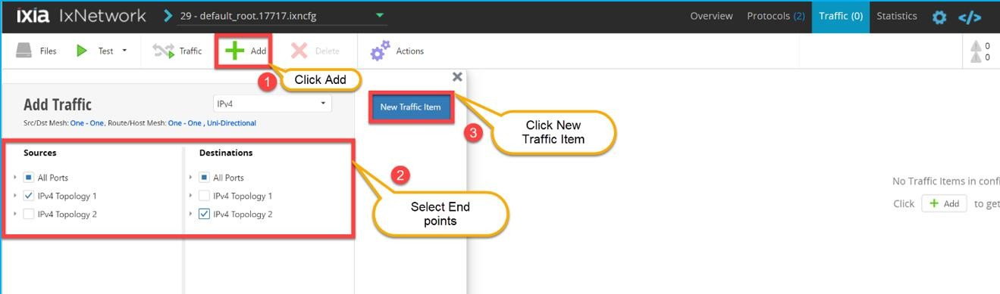 ixia IxNetwork 29 - default_root.17717.ixncfg Overview Protocols (2) Traffic (0) Statistics </>
Files Test Traffic Add Delete Actions 0
0
1 Click Add
Add Traffic IPv4 New Traffic Item
Src/Dst Mesh: One - One, Route/Host Mesh: One - One , Uni-Directional
3 Click New
Traffic Item
Sources Destinations
All Ports All Ports
IPv4 Topology 1 IPv4 Topology 1
IPv4 Topology 2 IPv4 Topology 2
2
Select End
points
No Traffic Items in confi
Click Add to get